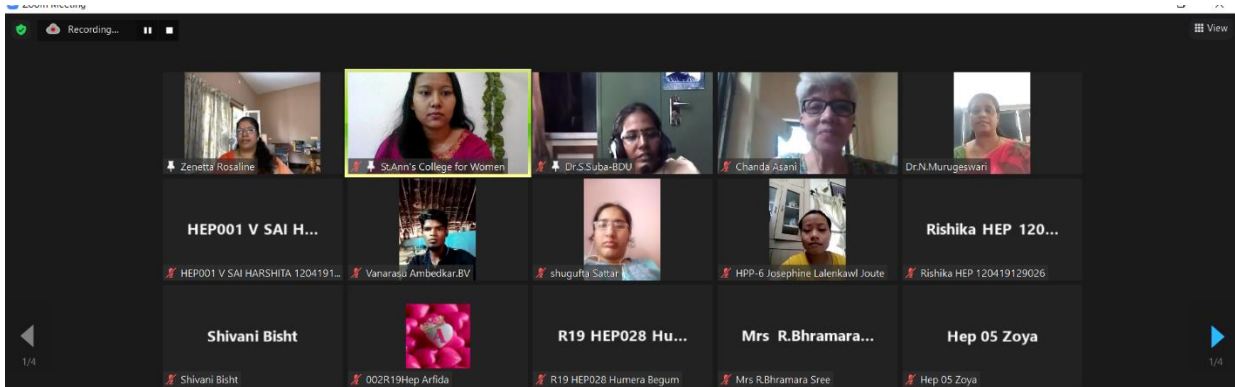 Zoom Meeting
Recording...
View
Zenetta Rosaline
St.Ann's College for Women
Dr.S.Suba-BDU
Chanda Asani
Dr.N.Murugeswari
HEP001 V SAI H...
Rishika HEP 120...
HEP001 V SAI HARSHITA 1204191...
Vanarasu Ambedkar.BV
shugufta Sattar
HPP-6 Josephine Lalenkawl Joute
Rishika HEP 120419129026
Shivani Bisht
R19 HEP028 Hu...
Mrs R.Bhramara...
Hep 05 Zoya
1/4
1/4
Shivani Bisht
002R19Hep Arfida
R19 HEP028 Humera Begum
Mrs R.Bhramara Sree
Hep 05 Zoya